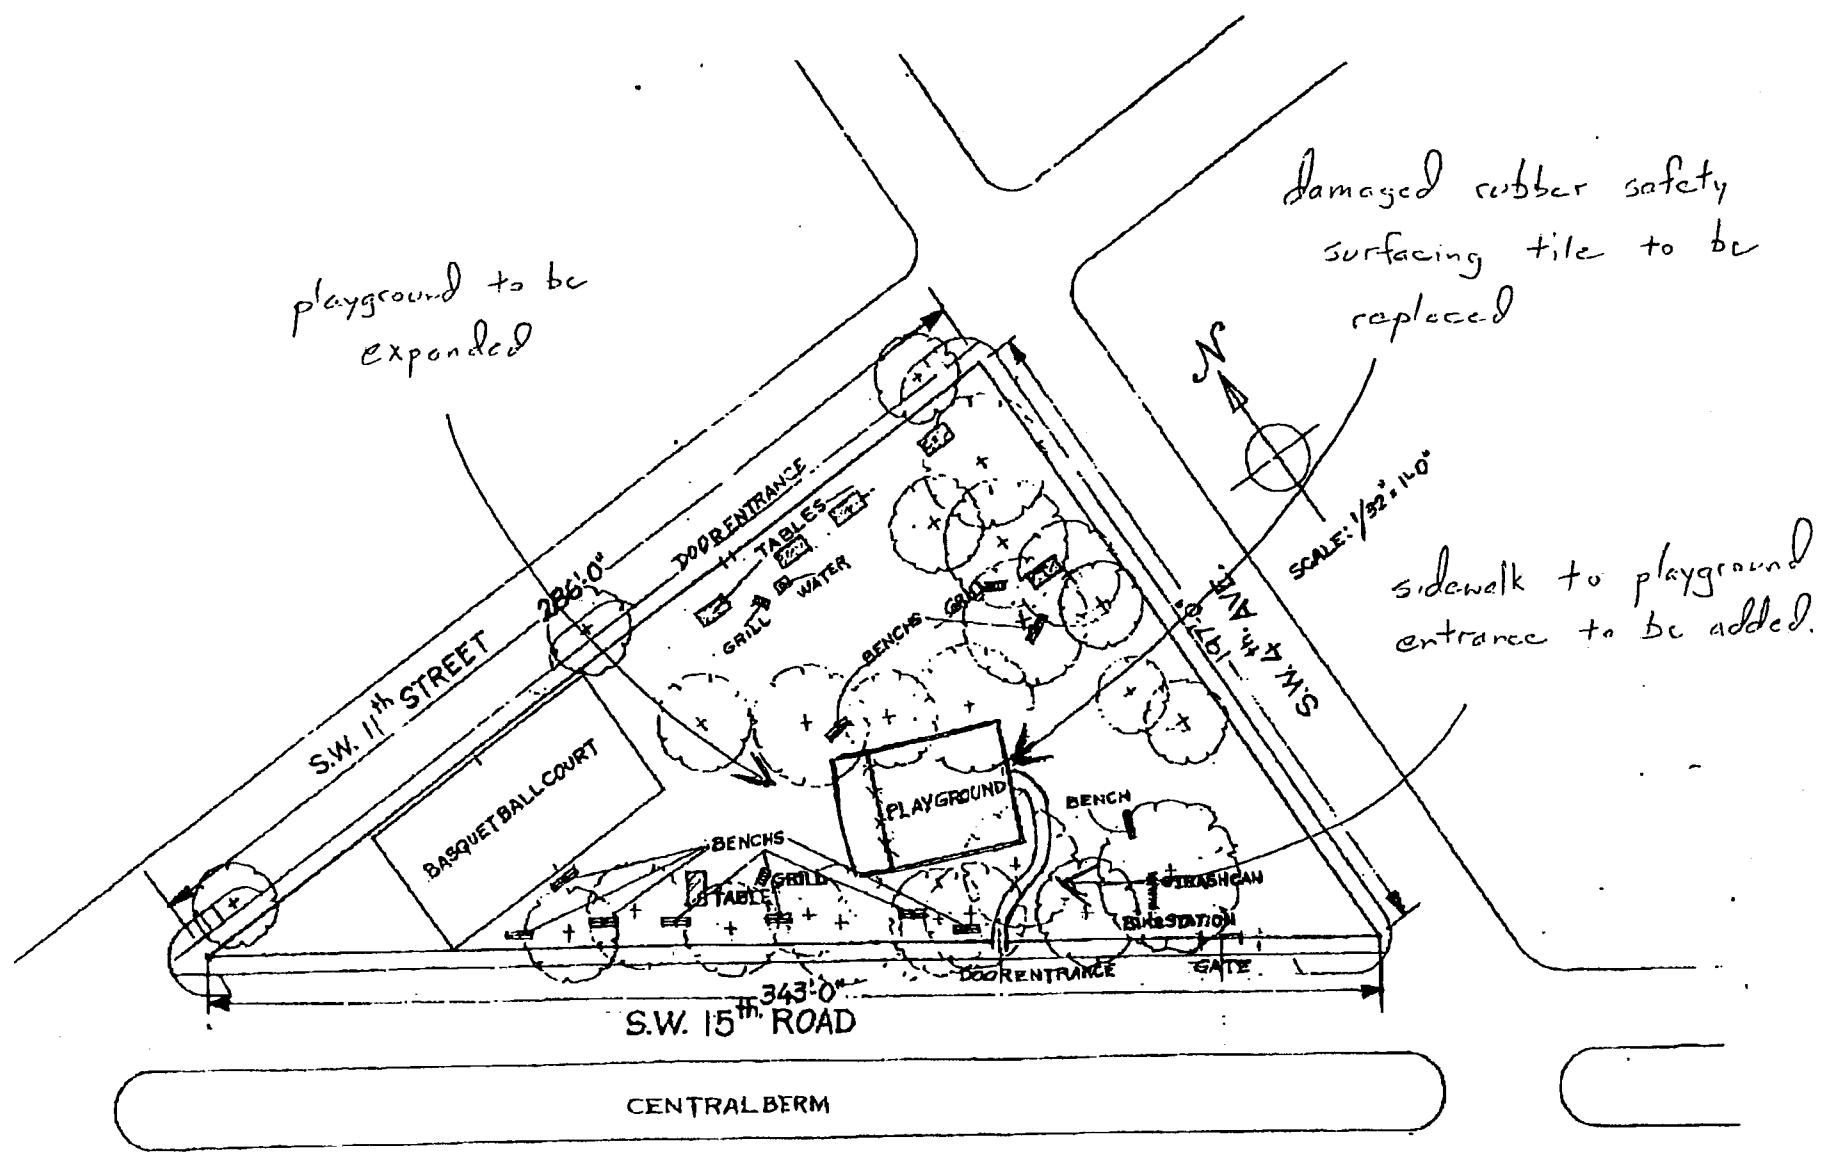 damaged rubber safety
surfacing tile to be
replaced
playground to be
expanded
N
SCALE: 1/32" = 1'-0"
sidewalk to playground
entrance to be added.
DOOR ENTRANCE
TABLES
WATER
GRILL
286'-0"
S.W. 11th STREET
BENCHS
GRILL
197'-0"
S.W. 4th AVE.
BASQUET BALL COURT
PLAYGROUND
BENCH
BENCHS
TABLE
GRILL
TRASHCAN
BIKESTATION
DOOR ENTRANCE
GATE
343'-0"
S.W. 15th. ROAD
CENTRAL BERM